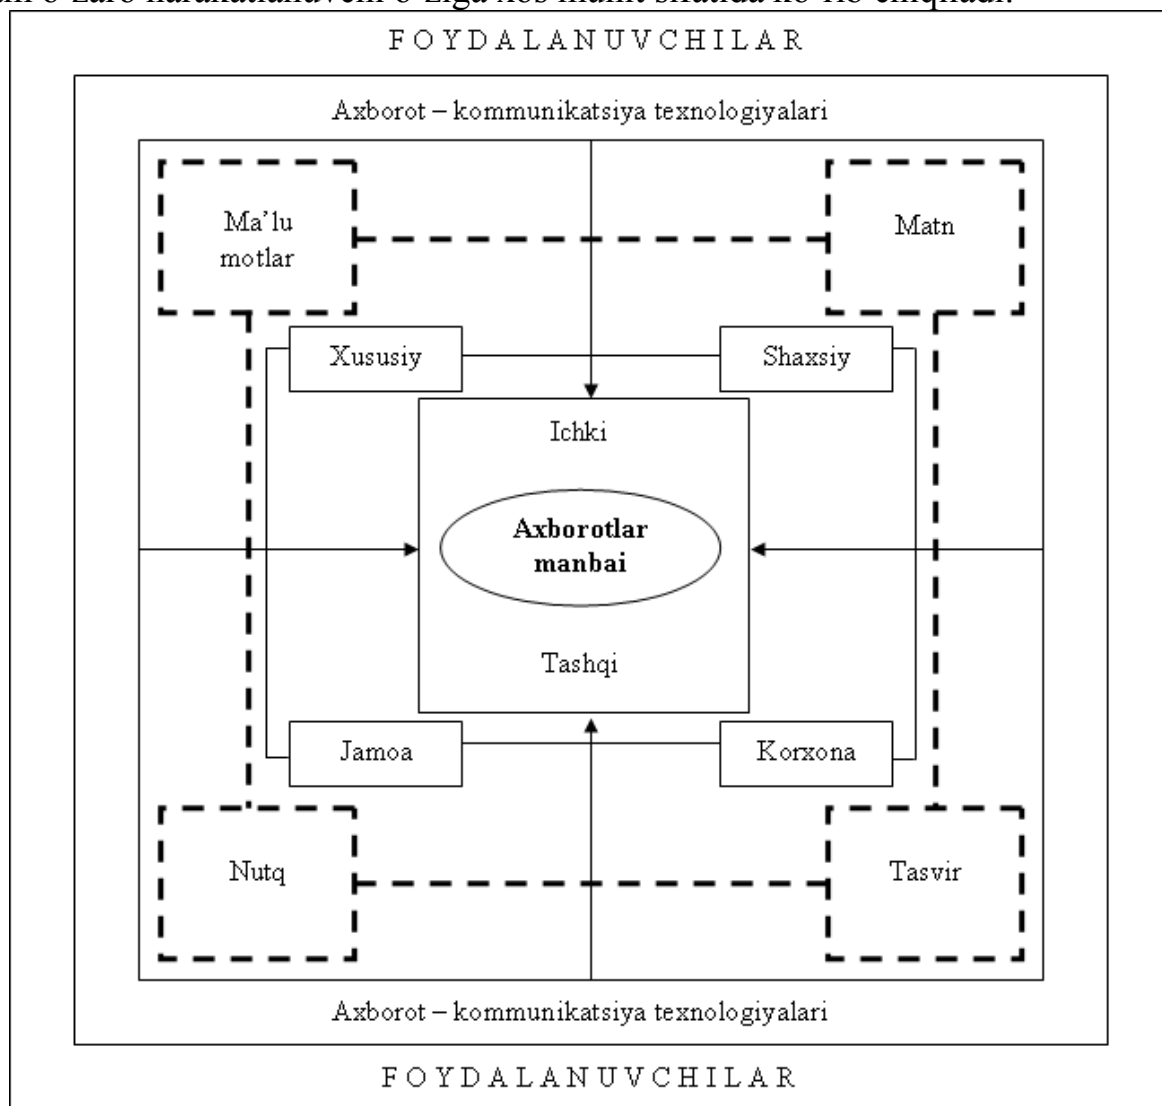 F O Y D A L A N U V C H I L A R
Axborot – kommunikatsiya texnologiyalari
Ma’lu
motlar
Matn
Xususiy
Shaxsiy
Ichki
Axborotlar
manbai
Tashqi
Jamoa
Korxona
Nutq
Tasvir
Axborot – kommunikatsiya texnologiyalari
F O Y D A L A N U V C H I L A R